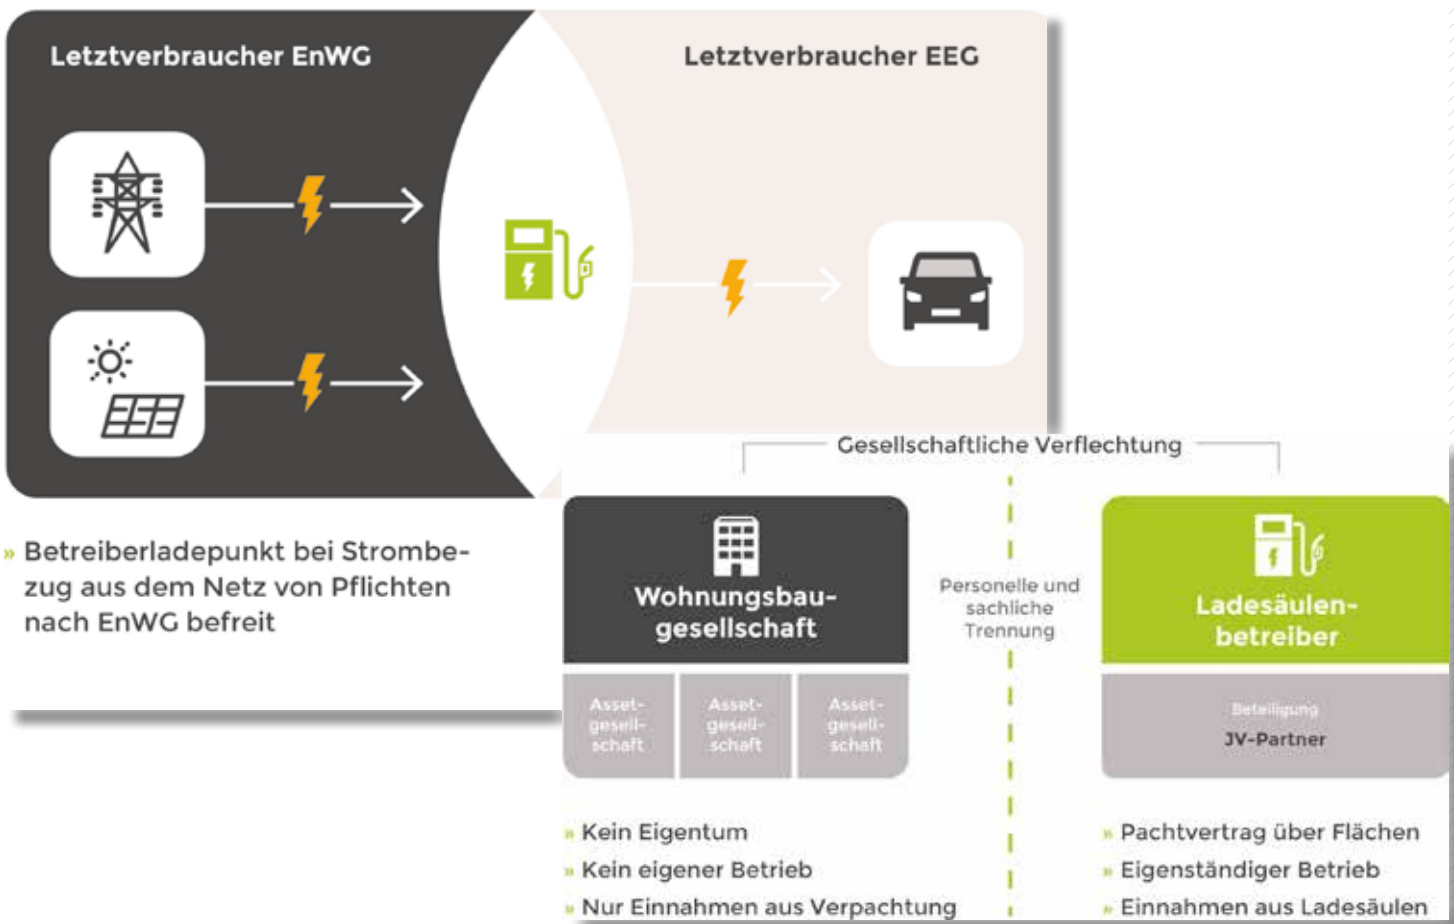 Letztverbraucher EnWG
Letztverbraucher EEG
» Betreiberladepunkt bei Strombe-
zug aus dem Netz von Pflichten
nach EnWG befreit
Gesellschaftliche Verflechtung
Wohnungsbau-
gesellschaft
Asset-
gesell-
schaft
Asset-
gesell-
schaft
Asset-
gesell-
schaft
» Kein Eigentum
» Kein eigener Betrieb
» Nur Einnahmen aus Verpachtung
Personelle und
sachliche
Trennung
Ladesäulen-
betreiber
Beteiligung
JV-Partner
» Pachtvertrag über Flächen
» Eigenständiger Betrieb
» Einnahmen aus Ladesäulen